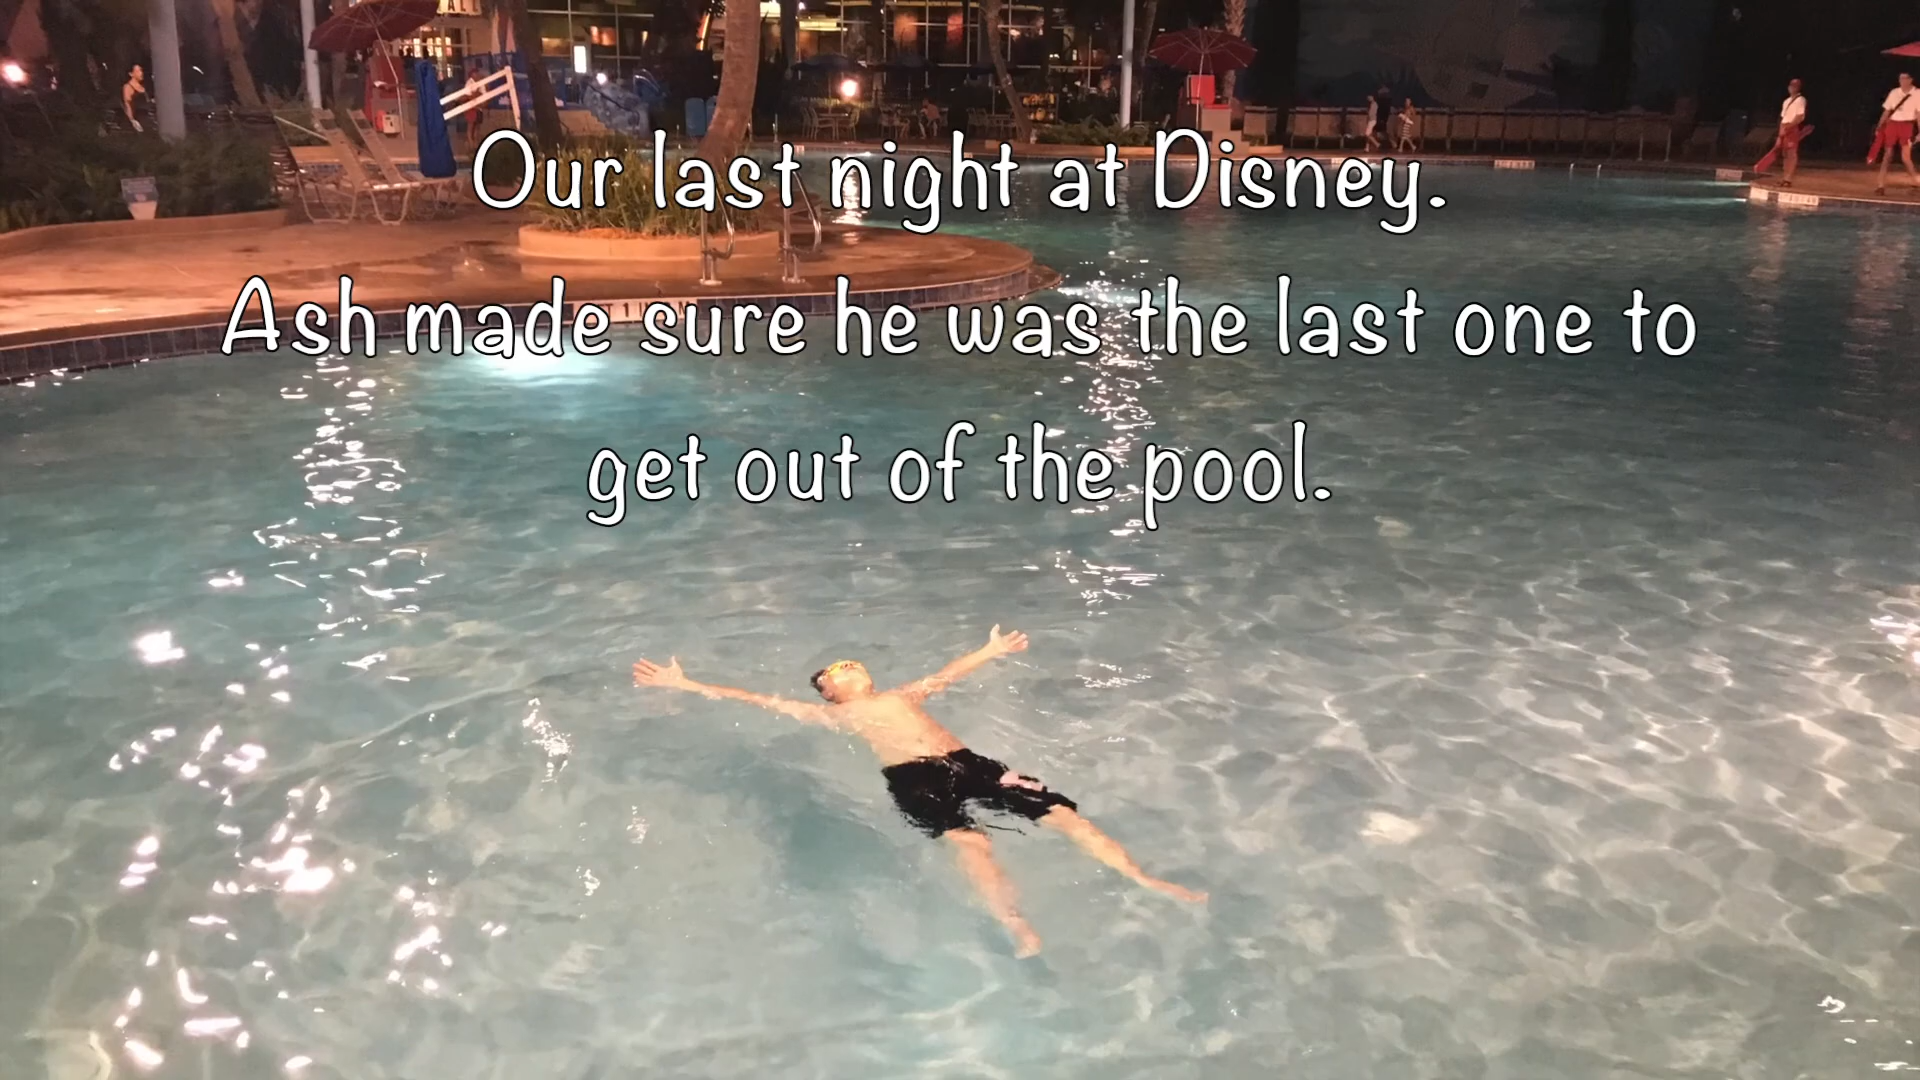 Our last night at Disney.
Ash made sure he was the last one to
get out of the pool.